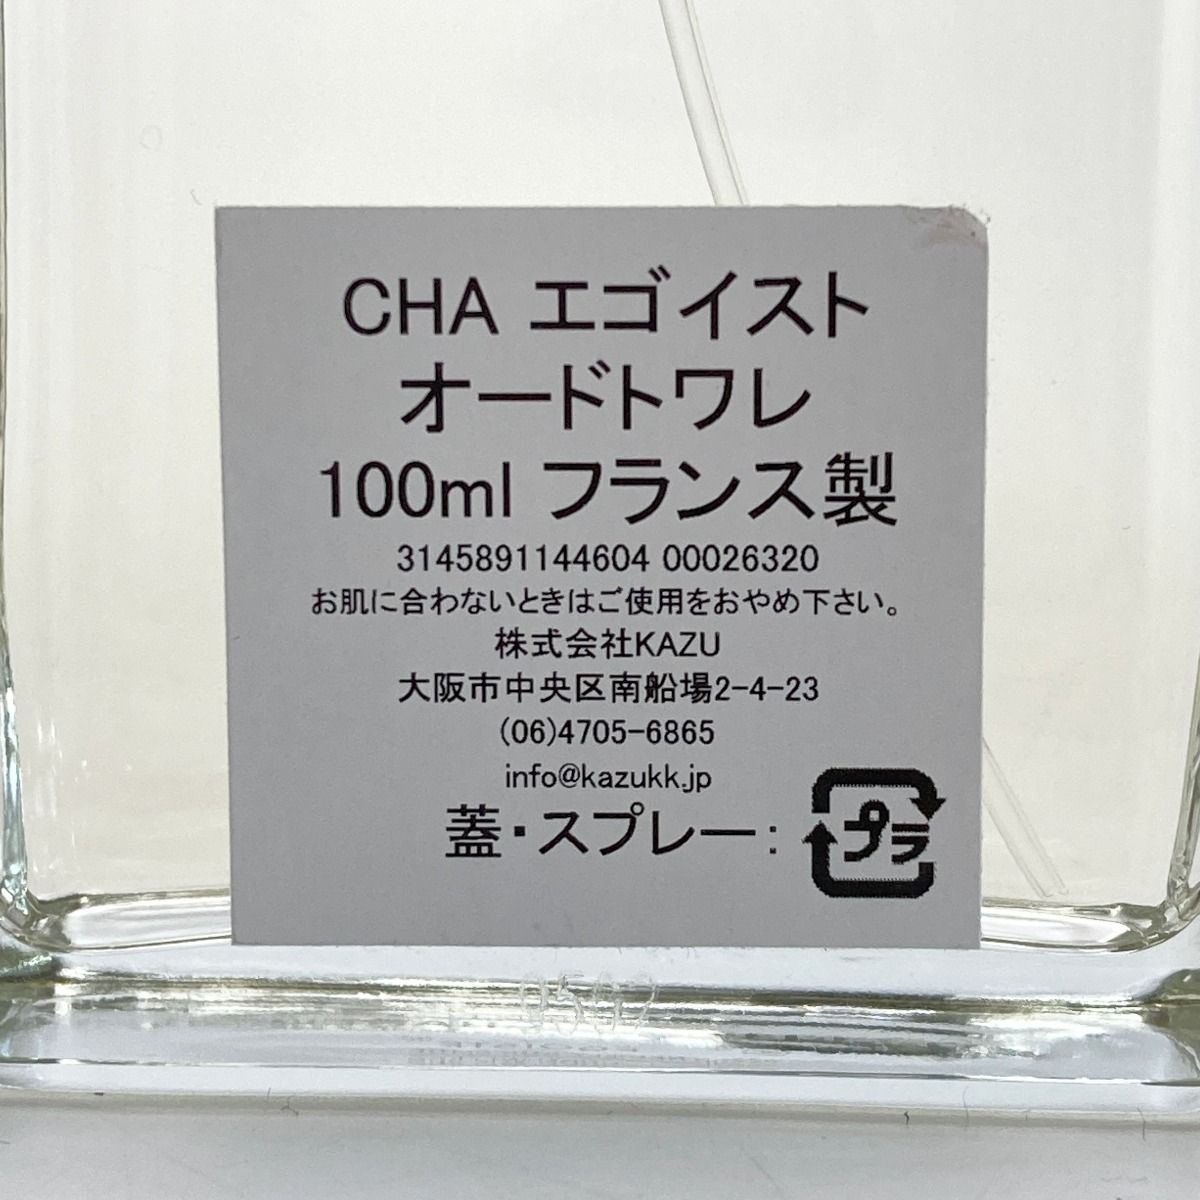 CHA エゴイスト
オードトワレ
100ml フランス製
3145891144604 00026320
お肌に合わないときはご使用をおやめ下さい。
株式会社KAZU
大阪市中央区南船場2-4-23
(06)4705-6865
info@kazukk.jp
蓋・スプレー:
プラ